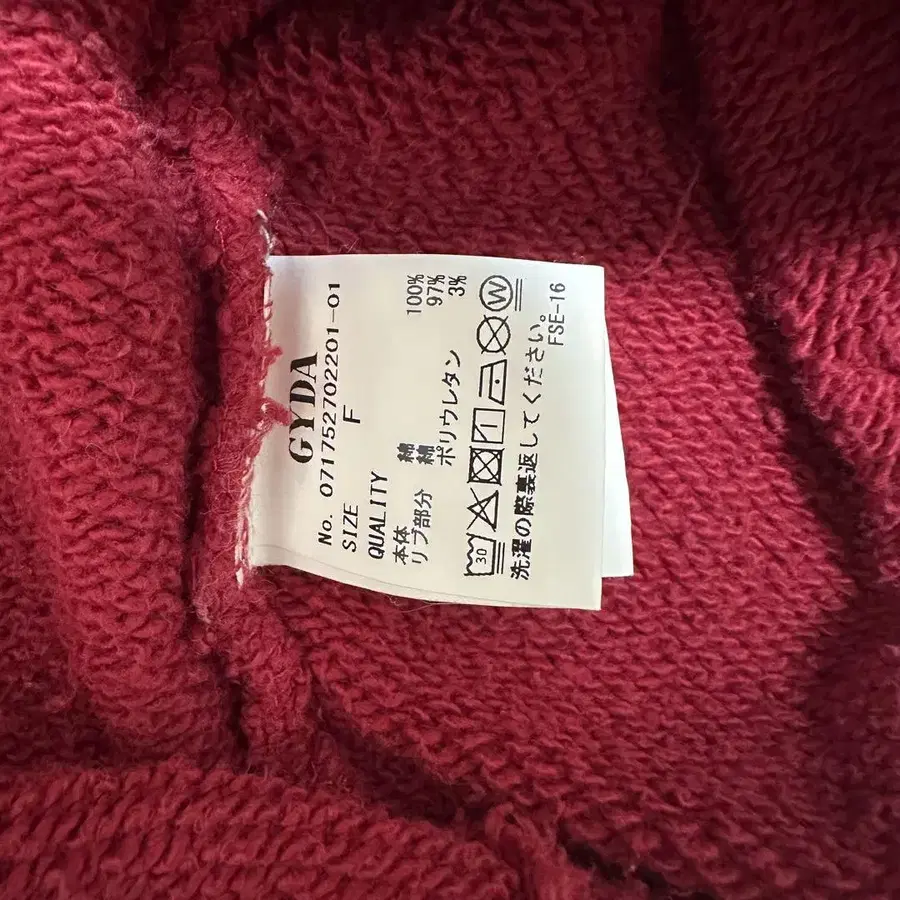 GYDA
No. 071752702201-01
SIZE F
QUALITY
本体 綿 100%
リブ部分 綿 97%
ポリウレタン 3%
30 W
洗濯の際裏返してください。
FSE-16